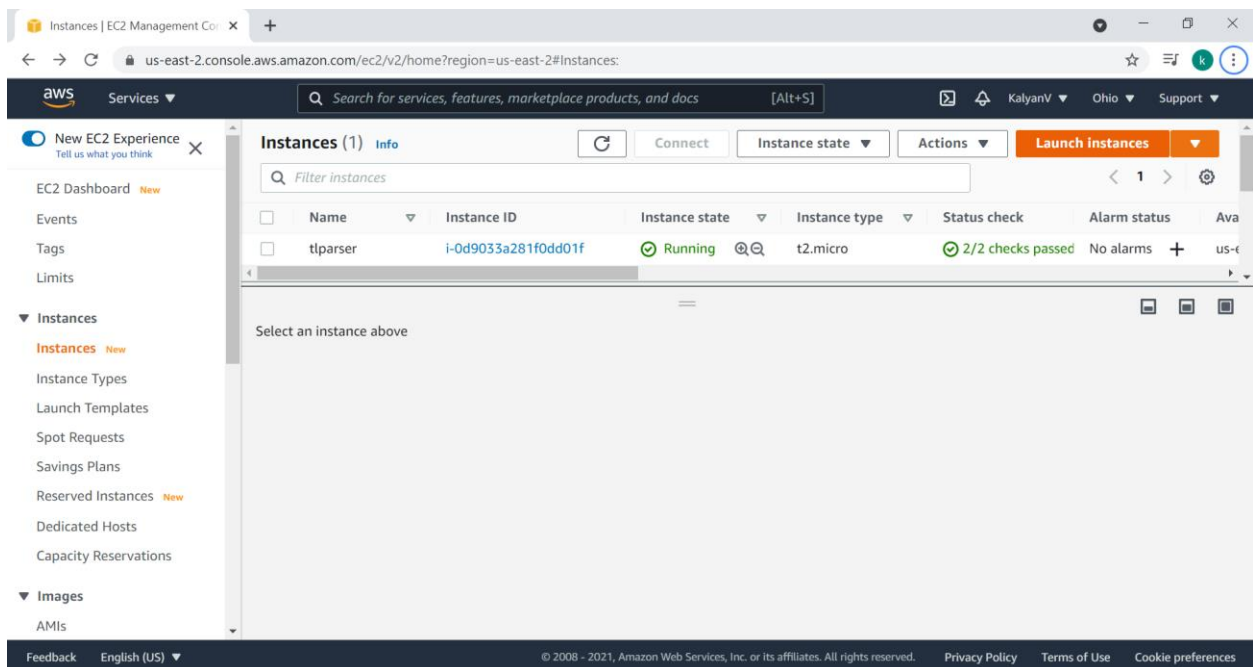 Instances | EC2 Management Con
us-east-2.console.aws.amazon.com/ec2/v2/home?region=us-east-2#Instances:
k
aws
Services
Search for services, features, marketplace products, and docs
[Alt+S]
KalyanV
Ohio
Support
New EC2 Experience
Tell us what you think
EC2 Dashboard New
Events
Tags
Limits
Instances
Instances New
Instance Types
Launch Templates
Spot Requests
Savings Plans
Reserved Instances New
Dedicated Hosts
Capacity Reservations
Images
AMIs
Instances (1) Info
Connect
Instance state
Actions
Launch instances
Filter instances
1
Name Instance ID Instance state Instance type Status check Alarm status Ava
tlparser i-0d9033a281f0dd01f Running t2.micro 2/2 checks passed No alarms + us-e
Select an instance above
Feedback English (US) © 2008 - 2021, Amazon Web Services, Inc. or its affiliates. All rights reserved. Privacy Policy Terms of Use Cookie preferences